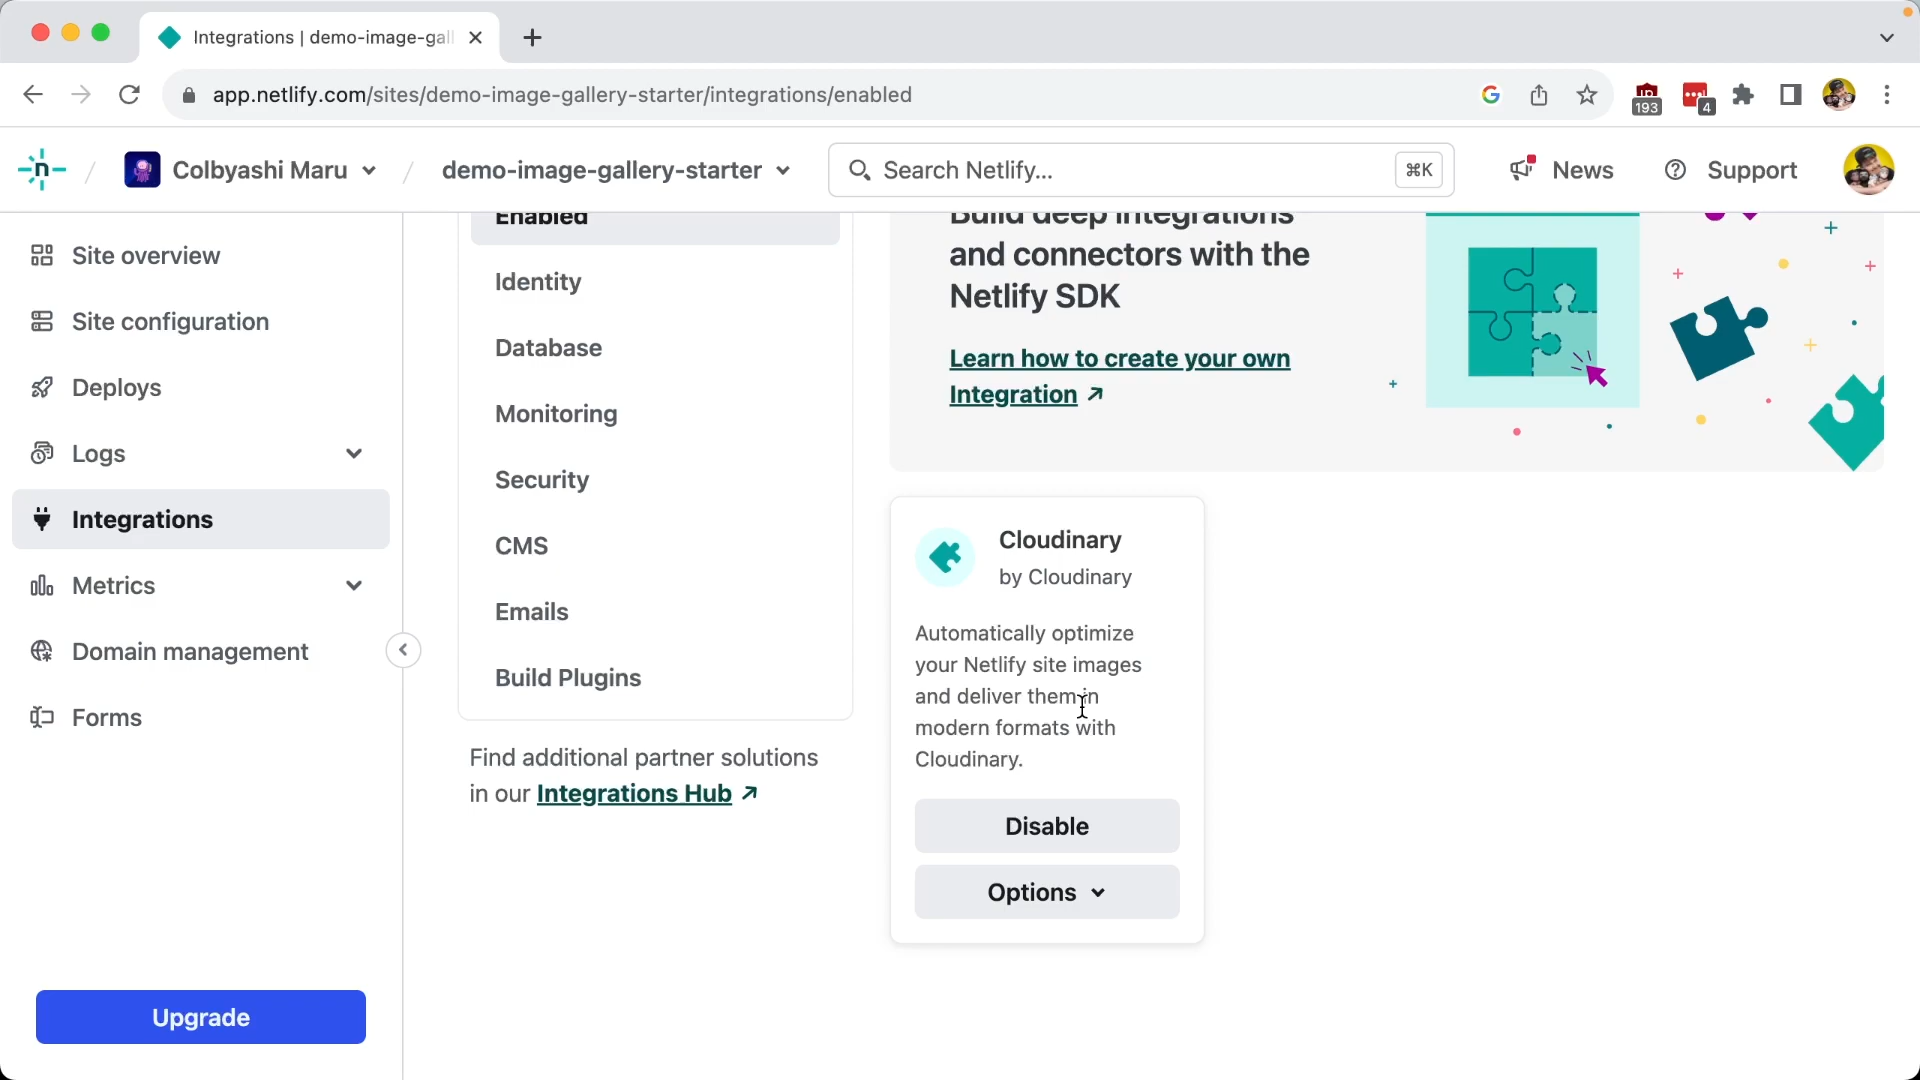 Integrations | demo-image-gal
app.netlify.com/sites/demo-image-gallery-starter/integrations/enabled
193
4
Colbyashi Maru
demo-image-gallery-starter
Search Netlify...
⌘K
News
Support
Site overview
Site configuration
Deploys
Logs
Integrations
Metrics
Domain management
Forms
Upgrade
Enabled
Identity
Database
Monitoring
Security
CMS
Emails
Build Plugins
Find additional partner solutions
in our Integrations Hub
Build deep integrations
and connectors with the
Netlify SDK
Learn how to create your own
Integration
Cloudinary
by Cloudinary
Automatically optimize
your Netlify site images
and deliver them in
modern formats with
Cloudinary.
Disable
Options